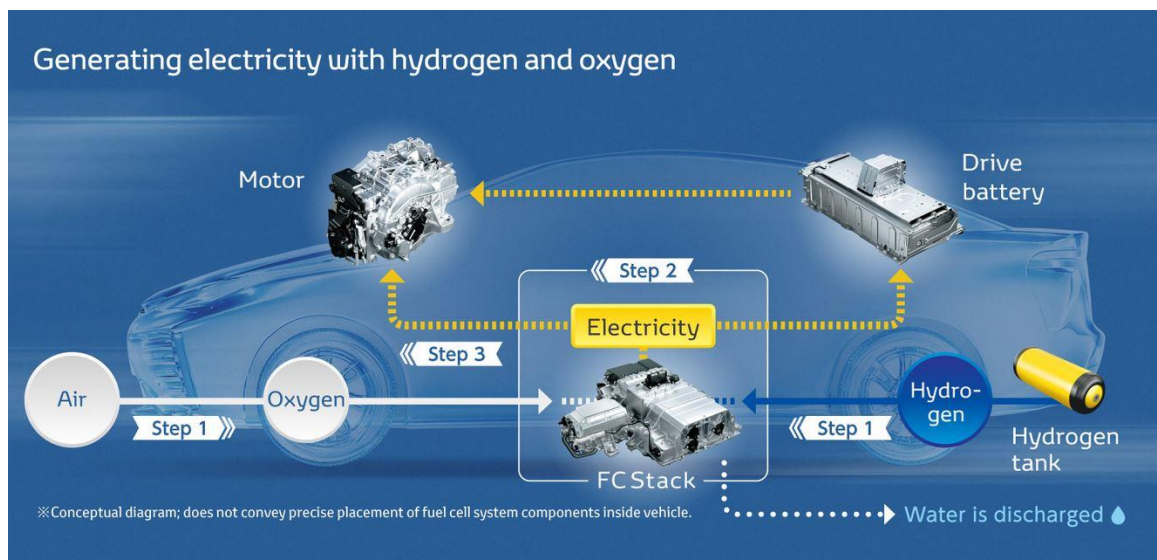 Generating electricity with hydrogen and oxygen
Motor
Drive
battery
Step 2
Electricity
Step 3
Air
Oxygen
Step 1
Step 1
Hydro-
gen
Hydrogen
tank
FC Stack
※Conceptual diagram; does not convey precise placement of fuel cell system components inside vehicle.
Water is discharged